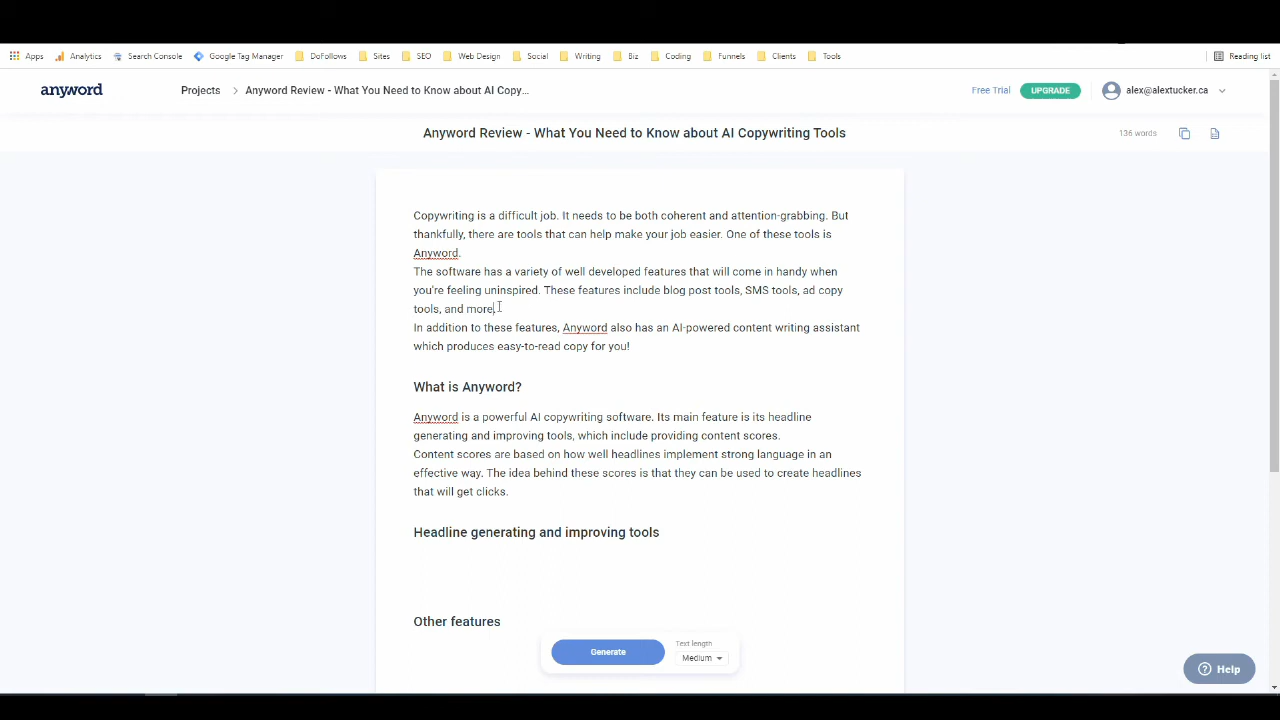 Apps Analytics Search Console Google Tag Manager DoFollows Sites SEO Web Design Social Writing Biz Coding Funnels Clients Tools Reading list
anyword Projects > Anyword Review - What You Need to Know about AI Copy... Free Trial UPGRADE alex@alextucker.ca
Anyword Review - What You Need to Know about AI Copywriting Tools 136 words
Copywriting is a difficult job. It needs to be both coherent and attention-grabbing. But
thankfully, there are tools that can help make your job easier. One of these tools is
Anyword.
The software has a variety of well developed features that will come in handy when
you're feeling uninspired. These features include blog post tools, SMS tools, ad copy
tools, and more.
In addition to these features, Anyword also has an AI-powered content writing assistant
which produces easy-to-read copy for you!
What is Anyword?
Anyword is a powerful AI copywriting software. Its main feature is its headline
generating and improving tools, which include providing content scores.
Content scores are based on how well headlines implement strong language in an
effective way. The idea behind these scores is that they can be used to create headlines
that will get clicks.
Headline generating and improving tools
Other features
Generate Text length
Medium
Help